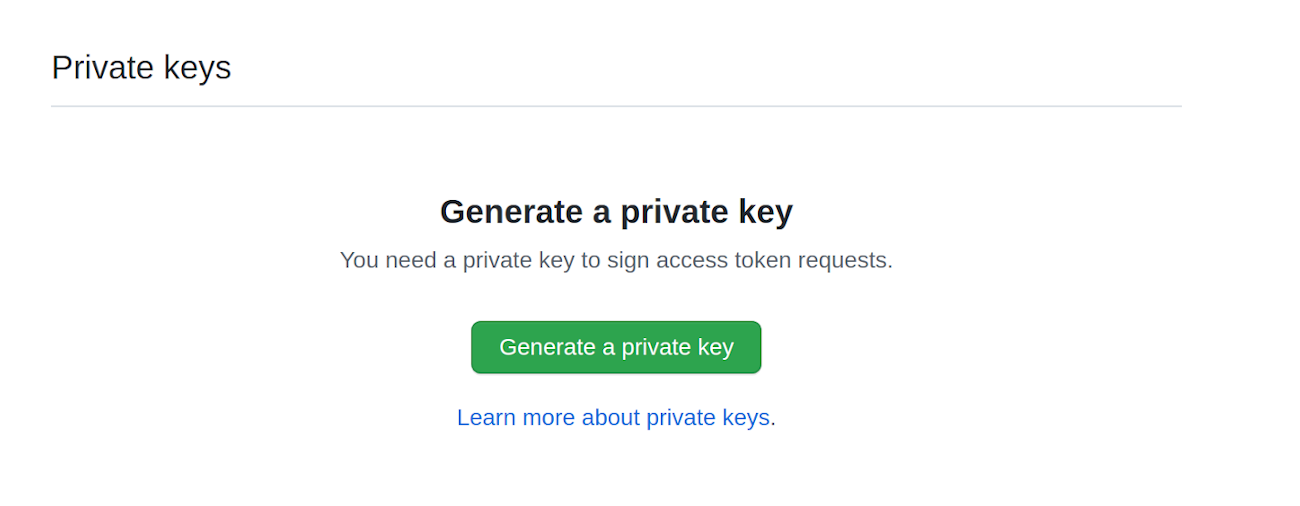 Private keys
Generate a private key
You need a private key to sign access token requests.
Generate a private key
Learn more about private keys.